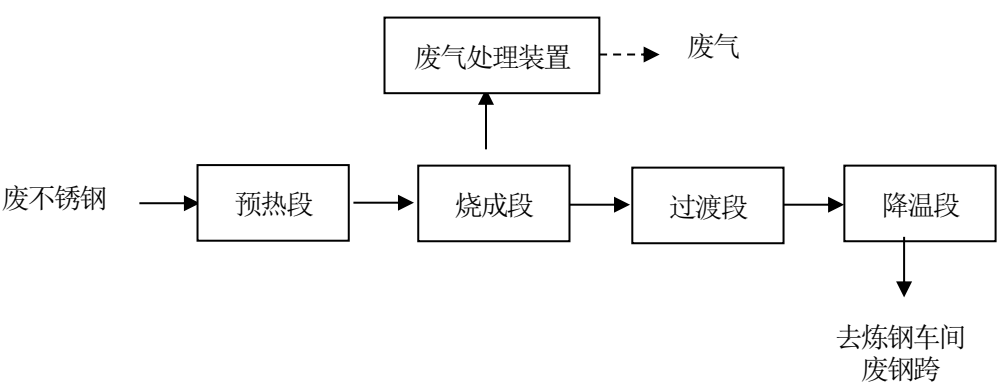 废气处理装置
废气
废不锈钢
预热段
烧成段
过渡段
降温段
去炼钢车间
废钢跨